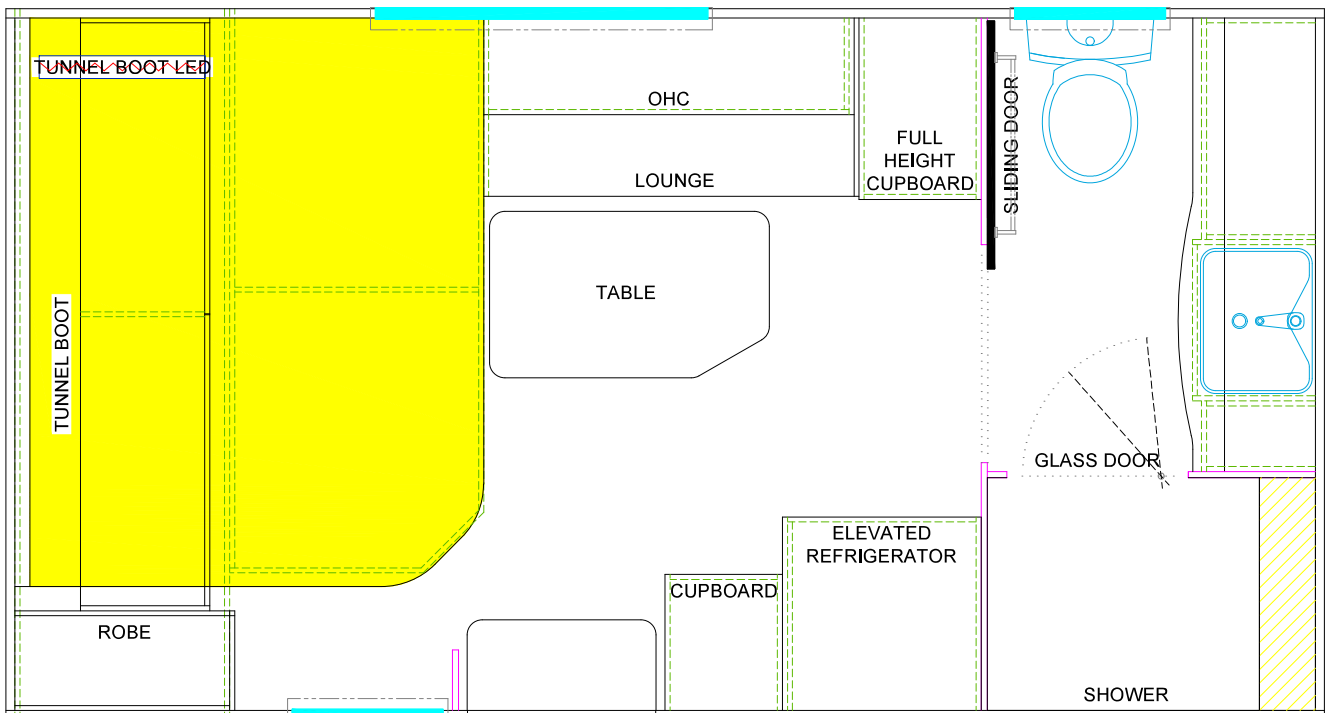 TUNNEL BOOT LED
OHC
LOUNGE
FULL
HEIGHT
CUPBOARD
SLIDING DOOR
TABLE
TUNNEL BOOT
GLASS DOOR
ELEVATED
REFRIGERATOR
CUPBOARD
ROBE
SHOWER